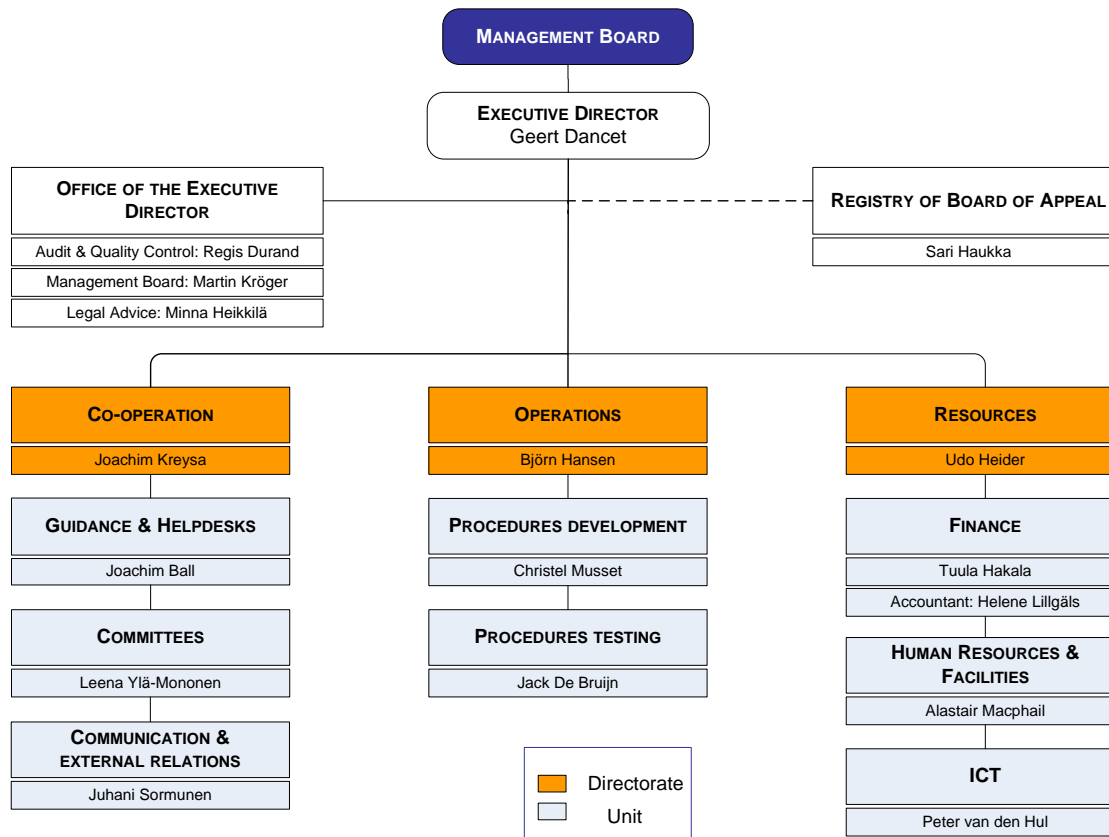 MANAGEMENT BOARD
EXECUTIVE DIRECTOR
Geert Dancet
OFFICE OF THE EXECUTIVE
DIRECTOR
Audit & Quality Control: Regis Durand
Management Board: Martin Kröger
Legal Advice: Minna Heikkilä
REGISTRY OF BOARD OF APPEAL
Sari Haukka
CO-OPERATION
Joachim Kreysa
GUIDANCE & HELPDESKS
Joachim Ball
COMMITTEES
Leena Ylä-Mononen
COMMUNICATION &
EXTERNAL RELATIONS
Juhani Sormunen
OPERATIONS
Björn Hansen
PROCEDURES DEVELOPMENT
Christel Musset
PROCEDURES TESTING
Jack De Bruijn
RESOURCES
Udo Heider
FINANCE
Tuula Hakala
Accountant: Helene Lillgäls
HUMAN RESOURCES &
FACILITIES
Alastair Macphail
ICT
Peter van den Hul
Directorate
Unit